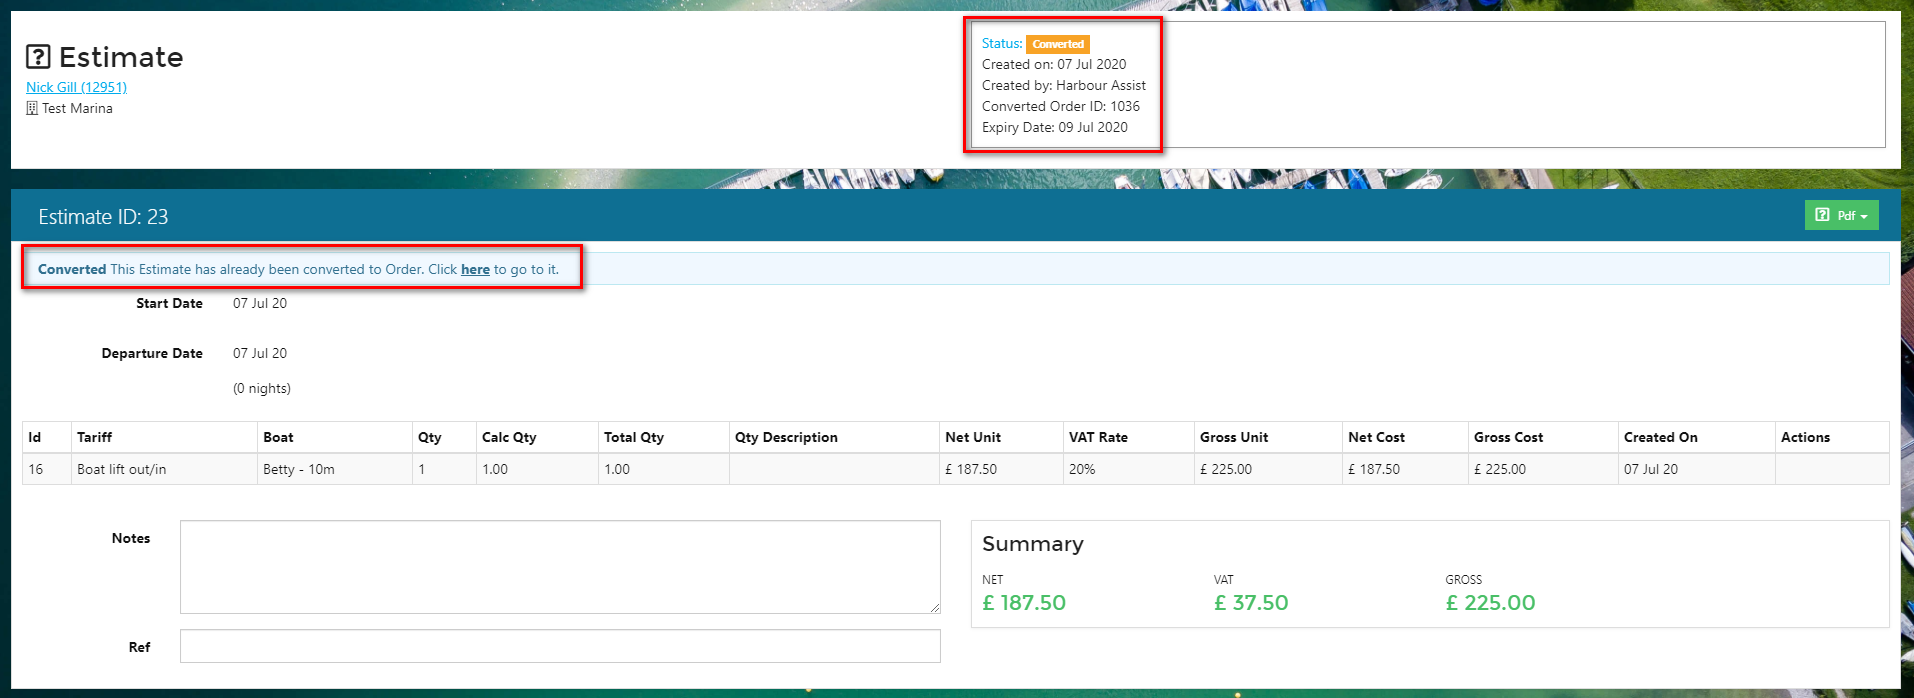 Estimate
Nick Gill (12951)
Test Marina
Status: Converted
Created on: 07 Jul 2020
Created by: Harbour Assist
Converted Order ID: 1036
Expiry Date: 09 Jul 2020
Estimate ID: 23
Pdf
Converted This Estimate has already been converted to Order. Click here to go to it.
Start Date 07 Jul 20
Departure Date 07 Jul 20
(0 nights)
Id Tariff Boat Qty Calc Qty Total Qty Qty Description Net Unit VAT Rate Gross Unit Net Cost Gross Cost Created On Actions
16 Boat lift out/in Betty - 10m 1 1.00 1.00 £ 187.50 20% £ 225.00 £ 187.50 £ 225.00 07 Jul 20
Notes
Ref
Summary
NET VAT GROSS
£ 187.50 £ 37.50 £ 225.00